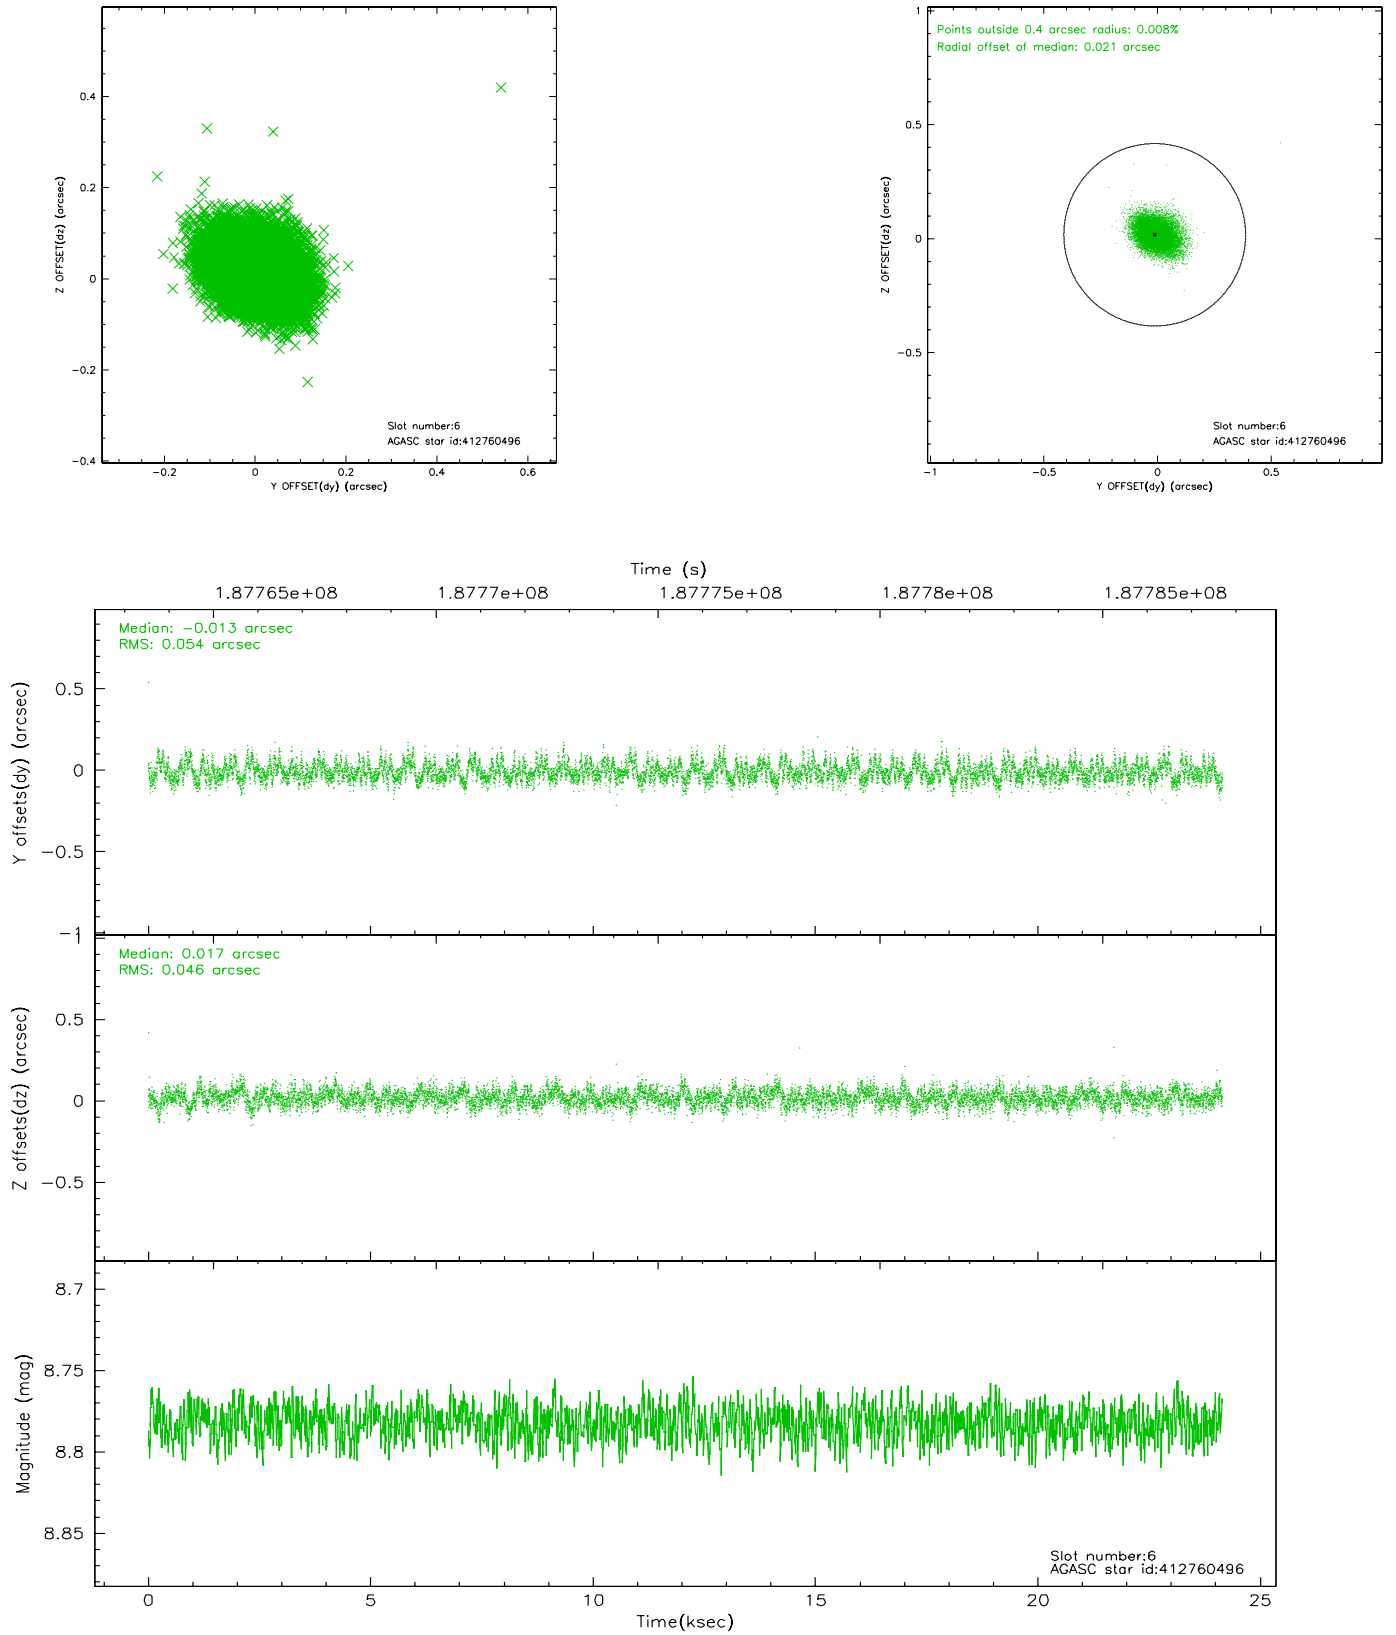 0.4
0.2
0
−0.2
−0.4
Z OFFSET(dz) (arcsec)
Slot number:6
AGASC star id:412760496
−0.2 0 0.2 0.4 0.6
Y OFFSET(dy) (arcsec)
Points outside 0.4 arcsec radius: 0.008%
Radial offset of median: 0.021 arcsec
1
0.5
0
−0.5
Z OFFSET(dz) (arcsec)
Slot number:6
AGASC star id:412760496
−1 −0.5 0 0.5
Y OFFSET(dy) (arcsec)
Time (s)
1.87765e+08 1.8777e+08 1.87775e+08 1.8778e+08 1.87785e+08
Median: −0.013 arcsec
RMS: 0.054 arcsec
0.5
0
−0.5
−1
Y offsets(dy) (arcsec)
Median: 0.017 arcsec
RMS: 0.046 arcsec
1
0.5
0
−0.5
Z offsets(dz) (arcsec)
8.7
8.75
8.8
8.85
Magnitude (mag)
Slot number:6
AGASC star id:412760496
0 5 10 15 20 25
Time(ksec)